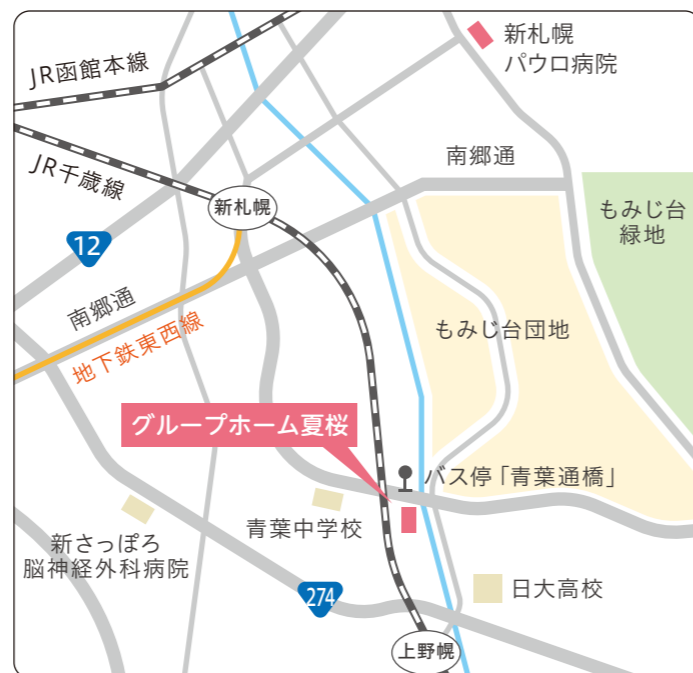 新札幌
パウロ病院
JR函館本線
JR千歳線
南郷通
新札幌
もみじ台
緑地
12
南郷通
地下鉄東西線
もみじ台団地
グループホーム夏桜
バス停「青葉通橋」
青葉中学校
新さっぽろ
脳神経外科病院
274
日大高校
上野幌